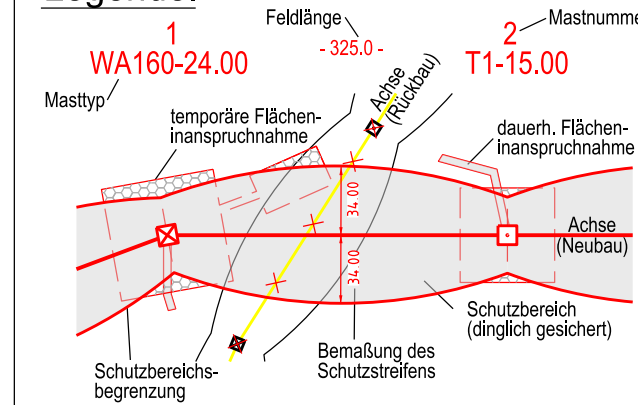 Legende:
Feldlänge
Mastnumme
1
- 325.0 -
2
WA160-24.00
T1-15.00
Masttyp
Achse
(Rückbau)
temporäre Flächen-
inanspruchnahme
dauerh. Flächen-
inanspruchnahme
34.00
Achse
(Neubau)
34.00
Schutzbereich
(dinglich gesichert)
Schutzbereichs-
begrenzung
Bemaßung des
Schutzstreifens